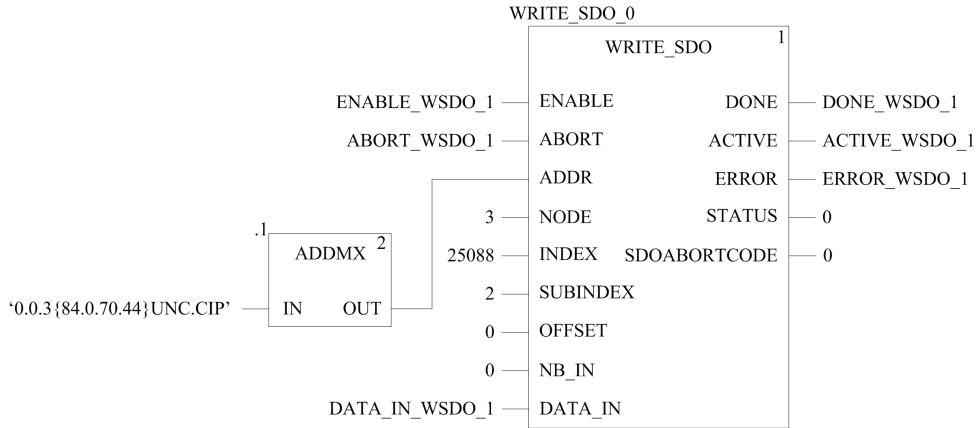 WRITE_SDO_0
WRITE_SDO 1
ENABLE_WSDO_1 ENABLE DONE DONE_WSDO_1
ABORT_WSDO_1 ABORT ACTIVE ACTIVE_WSDO_1
ADDR ERROR ERROR_WSDO_1
3 NODE STATUS 0
.1 ADDMX 2
25088 INDEX SDOABORTCODE 0
2 SUBINDEX
‘0.0.3{84.0.70.44}UNC.CIP’ IN OUT
0 OFFSET
0 NB_IN
DATA_IN_WSDO_1 DATA_IN